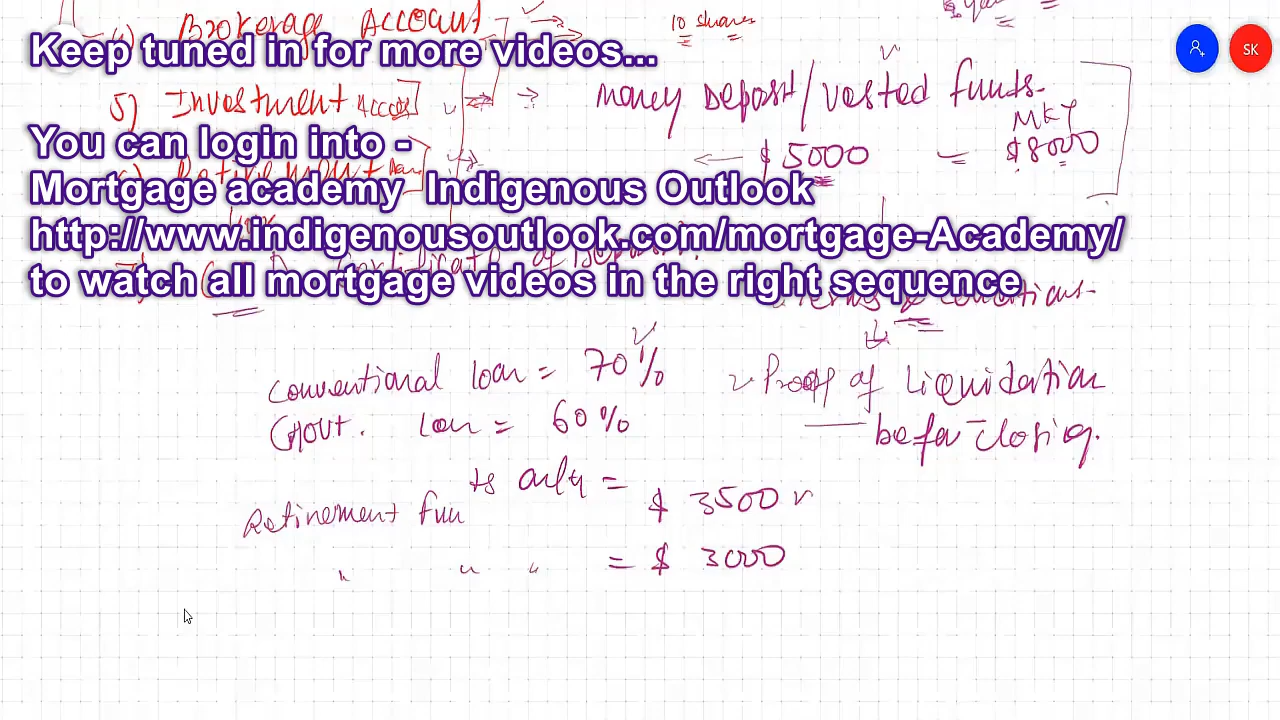 4) Brokerage Account
10 shares
Keep tuned in for more videos...
5) Investment
money Deposit/vested funds.
MKT
$5000 = $8000
You can login into -
Mortgage academy Indigenous Outlook
http://www.indigenousoutlook.com/mortgage-Academy/
to watch all mortgage videos in the right sequence
Conventional loan = 70%
Proof of Liquidation
Govt. loan = 60%
before closing.
Retirement
= $3500
= $3000
SK